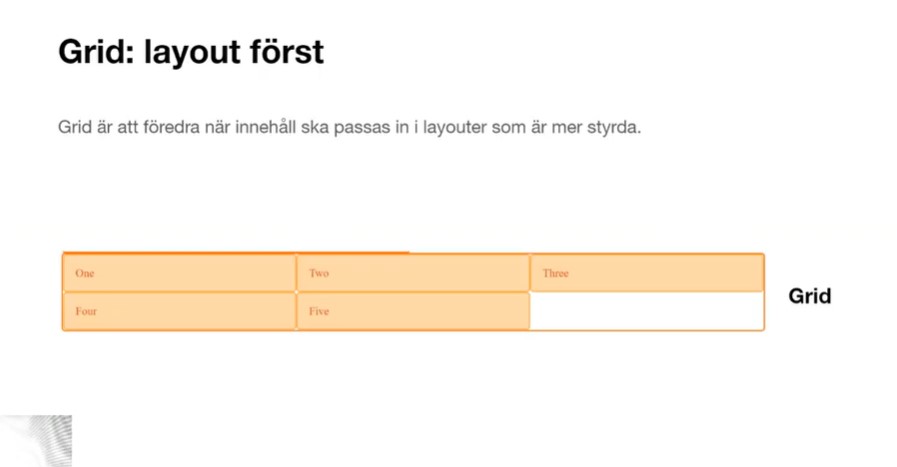 Grid: layout först
Grid är att föredra när innehåll ska passas in i layouter som är mer styrda.
One Two Three
Grid
Four Five